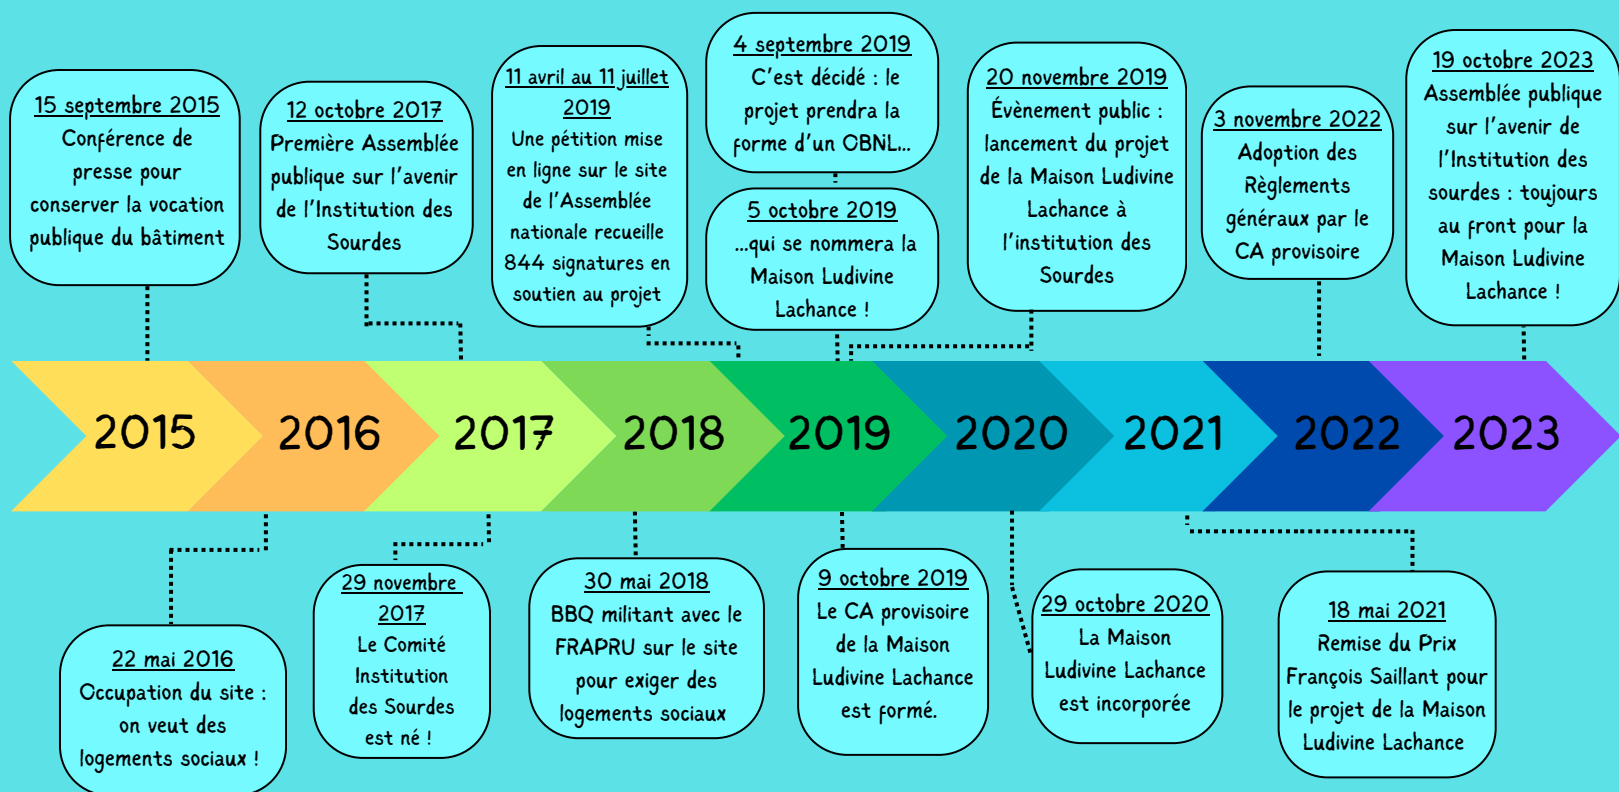 15 septembre 2015
Conférence de
presse pour
conserver la vocation
publique du bâtiment
12 octobre 2017
Première Assemblée
publique sur l'avenir
de l'Institution des
Sourdes
11 avril au 11 juillet
2019
Une pétition mise
en ligne sur le site
de l'Assemblée
nationale recueille
844 signatures en
soutien au projet
4 septembre 2019
C'est décidé : le
projet prendra la
forme d'un OBNL...
5 octobre 2019
...qui se nommera la
Maison Ludivine
Lachance !
20 novembre 2019
Évènement public :
lancement du projet
de la Maison Ludivine
Lachance à
l'institution des
Sourdes
3 novembre 2022
Adoption des
Règlements
généraux par le
CA provisoire
19 octobre 2023
Assemblée publique
sur l'avenir de
l'Institution des
sourdes : toujours
au front pour la
Maison Ludivine
Lachance !
2015
2016
2017
2018
2019
2020
2021
2022
2023
22 mai 2016
Occupation du site :
on veut des
logements sociaux !
29 novembre
2017
Le Comité
Institution
des Sourdes
est né !
30 mai 2018
BBQ militant avec le
FRAPRU sur le site
pour exiger des
logements sociaux
9 octobre 2019
Le CA provisoire
de la Maison
Ludivine Lachance
est formé.
29 octobre 2020
La Maison
Ludivine Lachance
est incorporée
18 mai 2021
Remise du Prix
François Saillant pour
le projet de la Maison
Ludivine Lachance